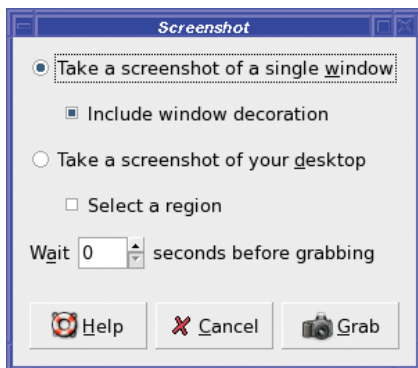 Screenshot
Take a screenshot of a single window
Include window decoration
Take a screenshot of your desktop
Select a region
Wait 0 seconds before grabbing
Help Cancel Grab